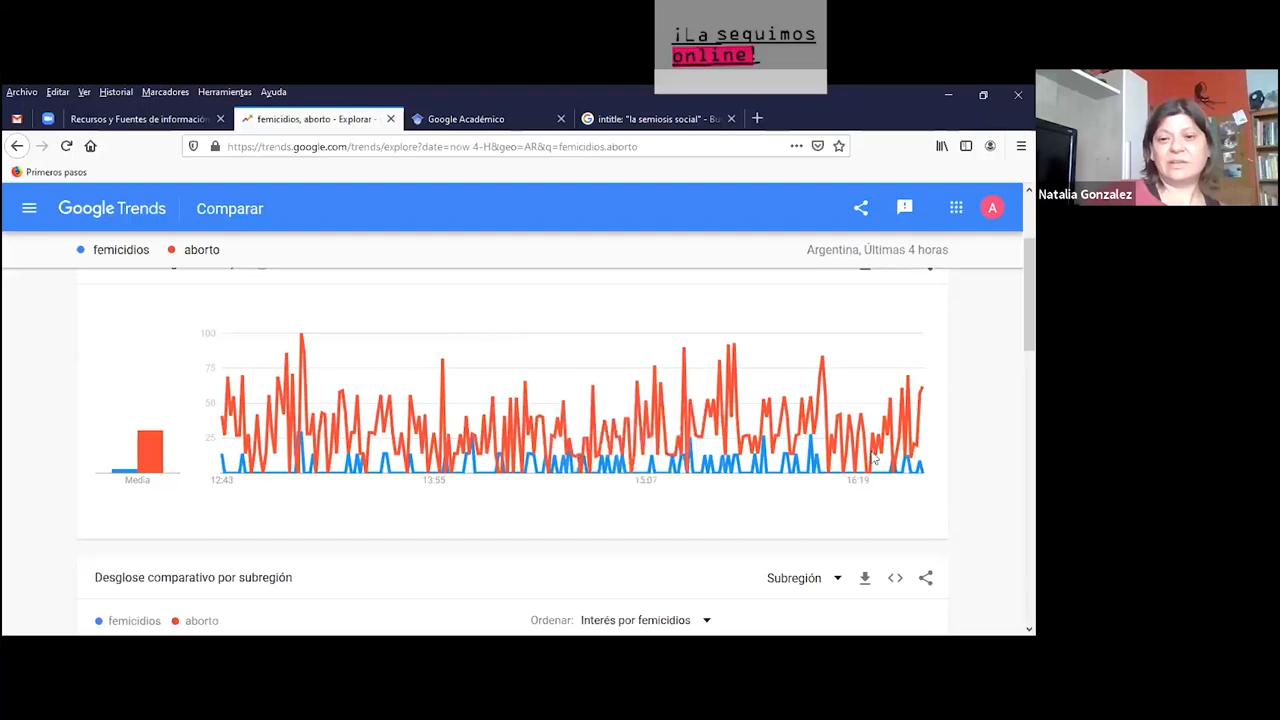 ¡La sequimos
online!
Archivo Editar Ver Historial Marcadores Herramientas Ayuda
Recursos y Fuentes de información
femicidios, aborto - Explorar -
Google Académico
intitle: "la semiosis social" - Bu
https://trends.google.com/trends/explore?date=now 4-H&geo=AR&q=femicidios,aborto
Primeros pasos
Google Trends Comparar
A
Natalia Gonzalez
femicidios aborto Argentina, Últimas 4 horas
100
75
50
25
Media 12:43 13:55 15:07 16:19
Desglose comparativo por subregión Subregión
femicidios aborto Ordenar: Interés por femicidios